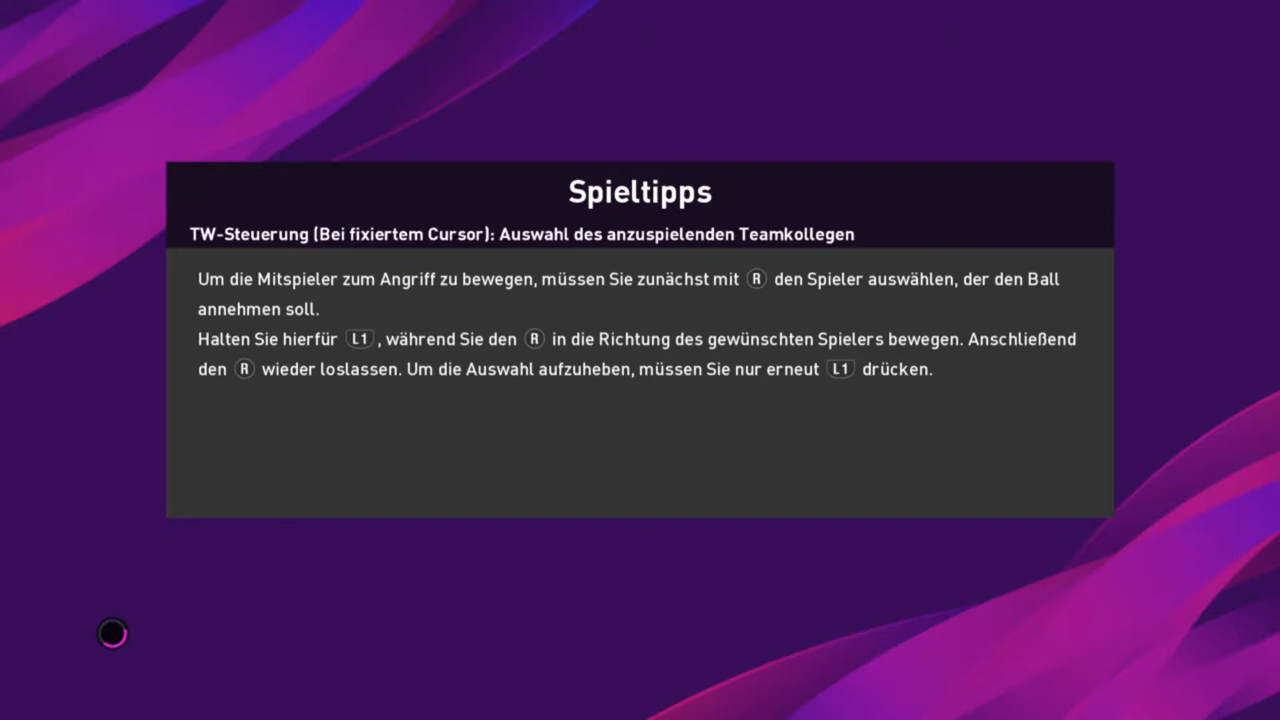 Spieltipps
TW-Steuerung (Bei fixiertem Cursor): Auswahl des anzuspielenden Teamkollegen
Um die Mitspieler zum Angriff zu bewegen, müssen Sie zunächst mit R den Spieler auswählen, der den Ball
annehmen soll.
Halten Sie hierfür L1 , während Sie den R in die Richtung des gewünschten Spielers bewegen. Anschließend
den R wieder loslassen. Um die Auswahl aufzuheben, müssen Sie nur erneut L1 drücken.